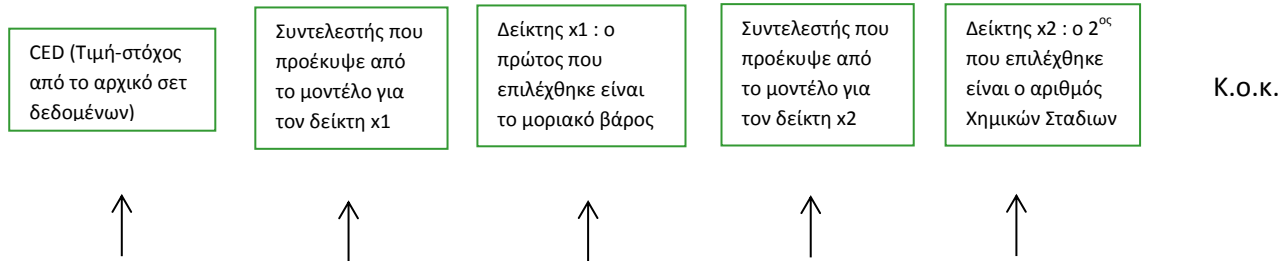 CED (Τιμή-στόχος
από το αρχικό σετ
δεδομένων)
Συντελεστής που
προέκυψε από
το μοντέλο για
τον δείκτη x1
Δείκτης x1 : ο
πρώτος που
επιλέχθηκε είναι
το μοριακό βάρος
Συντελεστής που
προέκυψε από
το μοντέλο για
τον δείκτη x2
Δείκτης x2 : ο 2ος
που επιλέχθηκε
είναι ο αριθμός
Χημικών Σταδιων
Κ.ο.κ.